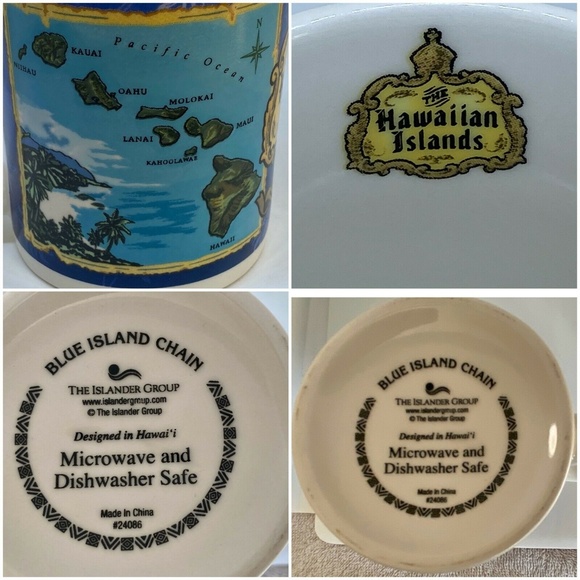 N
Pacific Ocean
NIIHAU
KAUAI
OAHU
MOLOKAI
LANAI
MAUI
KAHOOLAWE
HAWAII
THE
Hawaiian
Islands
BLUE ISLAND CHAIN
THE ISLANDER GROUP
www.islandergroup.com
© The Islander Group
Designed in Hawai'i
Microwave and
Dishwasher Safe
Made In China
#24086
BLUE ISLAND CHAIN
THE ISLANDER GROUP
www.islandergroup.com
© The Islander Group
Designed in Hawai'i
Microwave and
Dishwasher Safe
Made In China
#24086